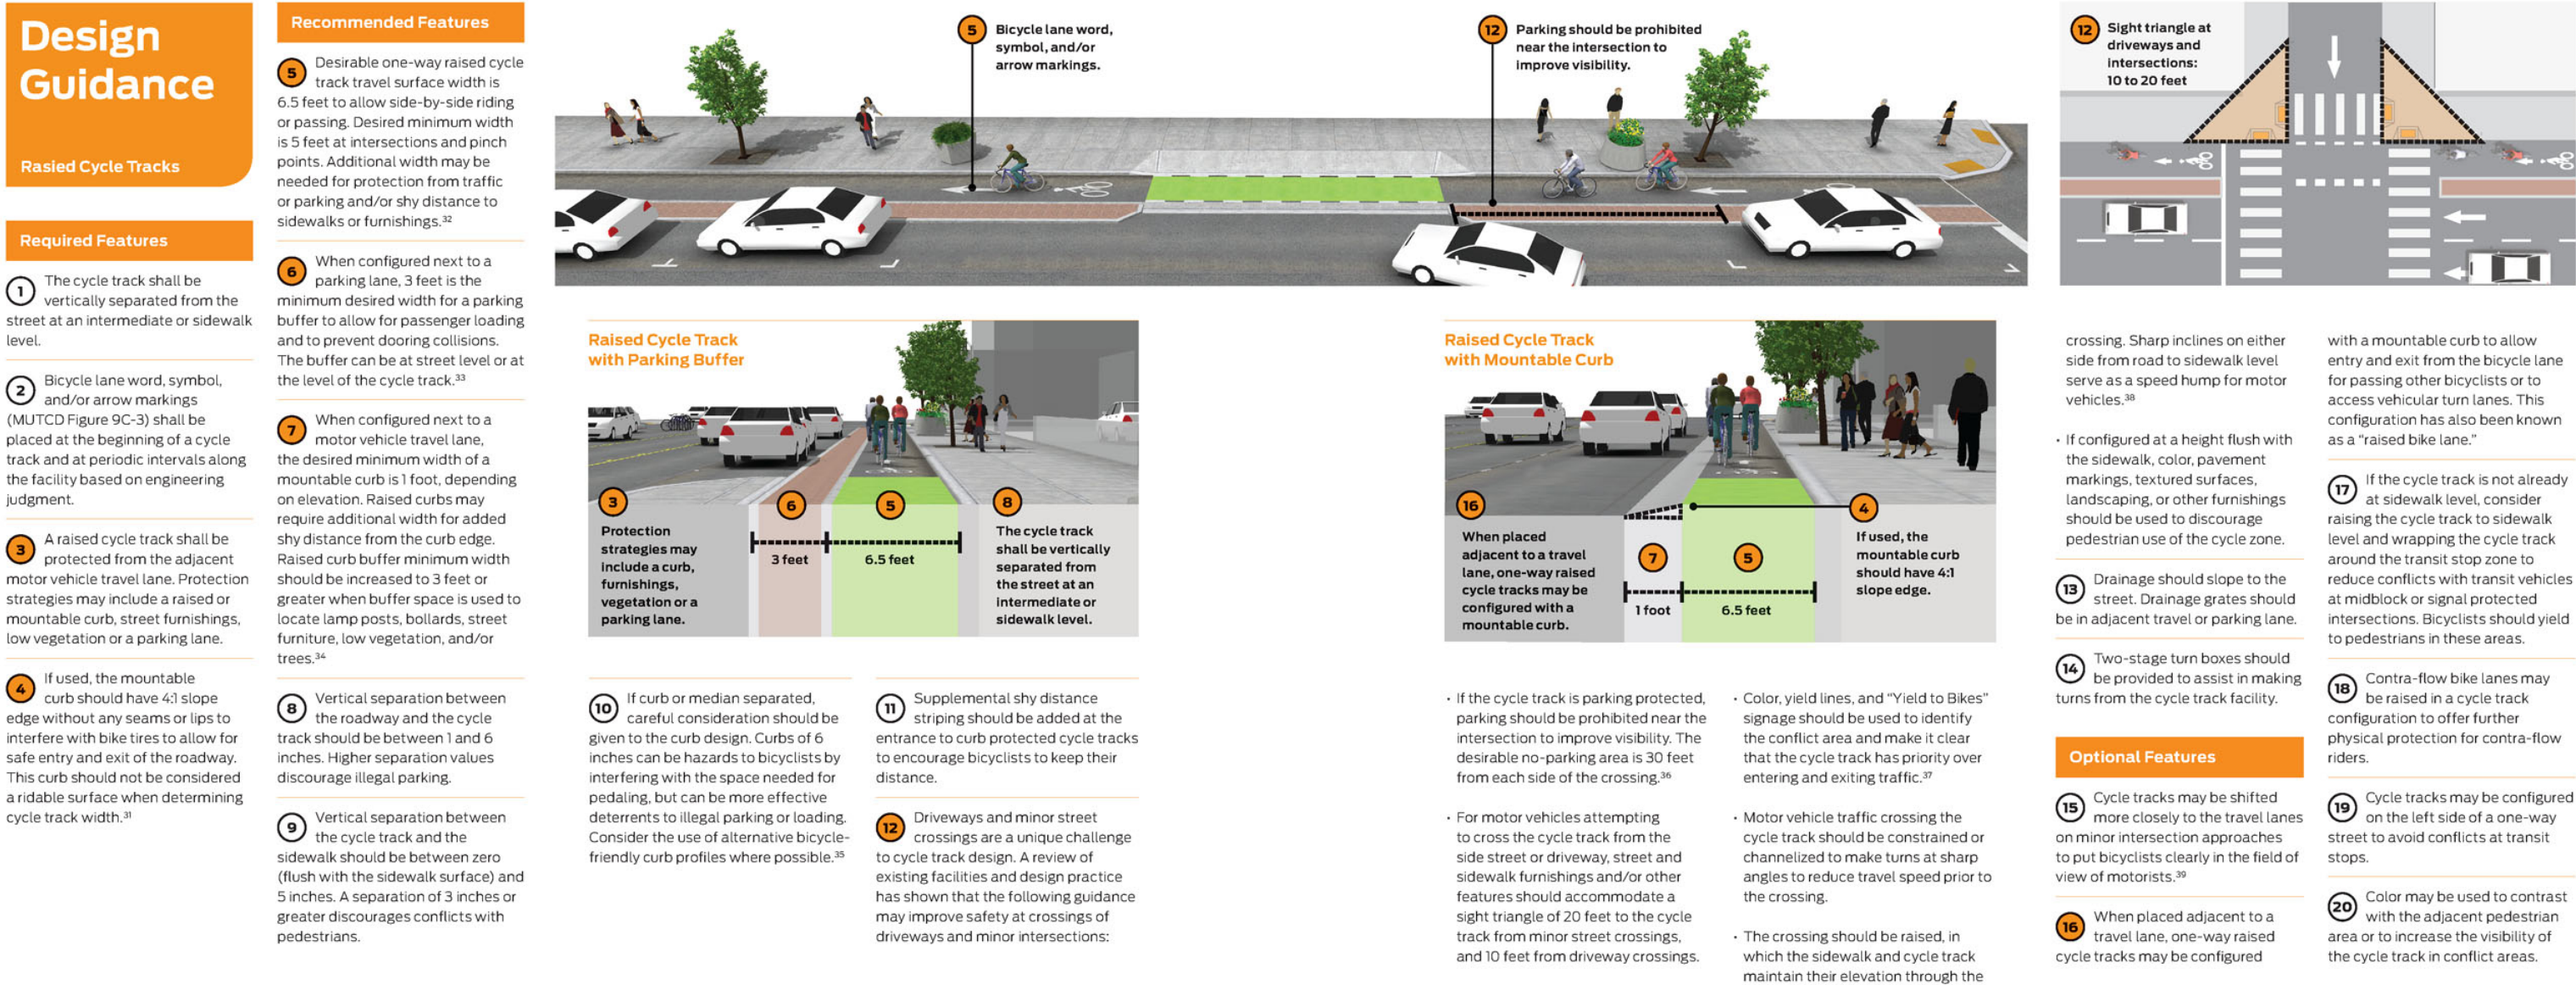 Design
Guidance
Rasied Cycle Tracks
Required Features
1 The cycle track shall be
vertically separated from the
street at an intermediate or sidewalk
level.
2 Bicycle lane word, symbol,
and/or arrow markings
(MUTCD Figure 9C-3) shall be
placed at the beginning of a cycle
track and at periodic intervals along
the facility based on engineering
judgment.
3 A raised cycle track shall be
protected from the adjacent
motor vehicle travel lane. Protection
strategies may include a raised or
mountable curb, street furnishings,
low vegetation or a parking lane.
4 If used, the mountable
curb should have 4:1 slope
edge without any seams or lips to
interfere with bike tires to allow for
safe entry and exit of the roadway.
This curb should not be considered
a ridable surface when determining
cycle track width.31
Recommended Features
5 Desirable one-way raised cycle
track travel surface width is
6.5 feet to allow side-by-side riding
or passing. Desired minimum width
is 5 feet at intersections and pinch
points. Additional width may be
needed for protection from traffic
or parking and/or shy distance to
sidewalks or furnishings.32
6 When configured next to a
parking lane, 3 feet is the
minimum desired width for a parking
buffer to allow for passenger loading
and to prevent dooring collisions.
The buffer can be at street level or at
the level of the cycle track.33
7 When configured next to a
motor vehicle travel lane,
the desired minimum width of a
mountable curb is 1 foot, depending
on elevation. Raised curbs may
require additional width for added
shy distance from the curb edge.
Raised curb buffer minimum width
should be increased to 3 feet or
greater when buffer space is used to
locate lamp posts, bollards, street
furniture, low vegetation, and/or
trees.34
8 Vertical separation between
the roadway and the cycle
track should be between 1 and 6
inches. Higher separation values
discourage illegal parking.
9 Vertical separation between
the cycle track and the
sidewalk should be between zero
(flush with the sidewalk surface) and
5 inches. A separation of 3 inches or
greater discourages conflicts with
pedestrians.
5 Bicycle lane word,
symbol, and/or
arrow markings.
12 Parking should be prohibited
near the intersection to
improve visibility.
12 Sight triangle at
driveways and
intersections:
10 to 20 feet
Raised Cycle Track
with Parking Buffer
3
Protection
strategies may
include a curb,
furnishings,
vegetation or a
parking lane.
6
3 feet
5
6.5 feet
8
The cycle track
shall be vertically
separated from
the street at an
intermediate or
sidewalk level.
10 If curb or median separated,
careful consideration should be
given to the curb design. Curbs of 6
inches can be hazards to bicyclists by
interfering with the space needed for
pedaling, but can be more effective
deterrents to illegal parking or loading.
Consider the use of alternative bicycle-
friendly curb profiles where possible.35
11 Supplemental shy distance
striping should be added at the
entrance to curb protected cycle tracks
to encourage bicyclists to keep their
distance.
12 Driveways and minor street
crossings are a unique challenge
to cycle track design. A review of
existing facilities and design practice
has shown that the following guidance
may improve safety at crossings of
driveways and minor intersections:
Raised Cycle Track
with Mountable Curb
16
When placed
adjacent to a travel
lane, one-way raised
cycle tracks may be
configured with a
mountable curb.
7
1 foot
5
6.5 feet
4
If used, the
mountable curb
should have 4:1
slope edge.
· If the cycle track is parking protected,
parking should be prohibited near the
intersection to improve visibility. The
desirable no-parking area is 30 feet
from each side of the crossing.36
· For motor vehicles attempting
to cross the cycle track from the
side street or driveway, street and
sidewalk furnishings and/or other
features should accommodate a
sight triangle of 20 feet to the cycle
track from minor street crossings,
and 10 feet from driveway crossings.
· Color, yield lines, and "Yield to Bikes"
signage should be used to identify
the conflict area and make it clear
that the cycle track has priority over
entering and exiting traffic.37
· Motor vehicle traffic crossing the
cycle track should be constrained or
channelized to make turns at sharp
angles to reduce travel speed prior to
the crossing.
· The crossing should be raised, in
which the sidewalk and cycle track
maintain their elevation through the
crossing. Sharp inclines on either
side from road to sidewalk level
serve as a speed hump for motor
vehicles.38
· If configured at a height flush with
the sidewalk, color, pavement
markings, textured surfaces,
landscaping, or other furnishings
should be used to discourage
pedestrian use of the cycle zone.
13 Drainage should slope to the
street. Drainage grates should
be in adjacent travel or parking lane.
14 Two-stage turn boxes should
be provided to assist in making
turns from the cycle track facility.
Optional Features
15 Cycle tracks may be shifted
more closely to the travel lanes
on minor intersection approaches
to put bicyclists clearly in the field of
view of motorists.39
16 When placed adjacent to a
travel lane, one-way raised
cycle tracks may be configured
with a mountable curb to allow
entry and exit from the bicycle lane
for passing other bicyclists or to
access vehicular turn lanes. This
configuration has also been known
as a "raised bike lane."
17 If the cycle track is not already
at sidewalk level, consider
raising the cycle track to sidewalk
level and wrapping the cycle track
around the transit stop zone to
reduce conflicts with transit vehicles
at midblock or signal protected
intersections. Bicyclists should yield
to pedestrians in these areas.
18 Contra-flow bike lanes may
be raised in a cycle track
configuration to offer further
physical protection for contra-flow
riders.
19 Cycle tracks may be configured
on the left side of a one-way
street to avoid conflicts at transit
stops.
20 Color may be used to contrast
with the adjacent pedestrian
area or to increase the visibility of
the cycle track in conflict areas.